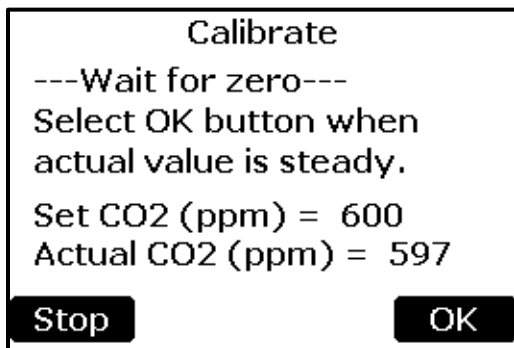 Calibrate
---Wait for zero---
Select OK button when
actual value is steady.
Set CO2 (ppm) = 600
Actual CO2 (ppm) = 597
Stop OK